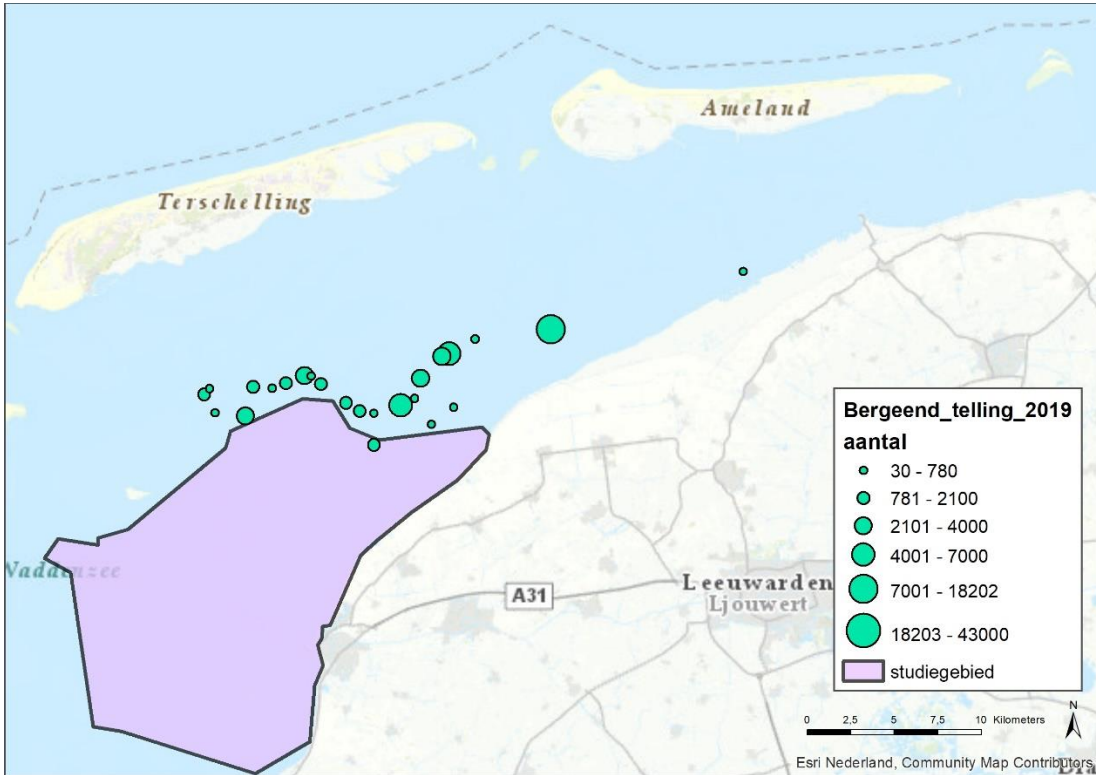 Ameland
Terschelling
Waddenzee
A31
Leeuwarden
Ljouwert
Bergeend_telling_2019
aantal
30 - 780
781 - 2100
2101 - 4000
4001 - 7000
7001 - 18202
18203 - 43000
studiegebied
0 2,5 5 7,5 10 Kilometers
N
Esri Nederland, Community Map Contributors